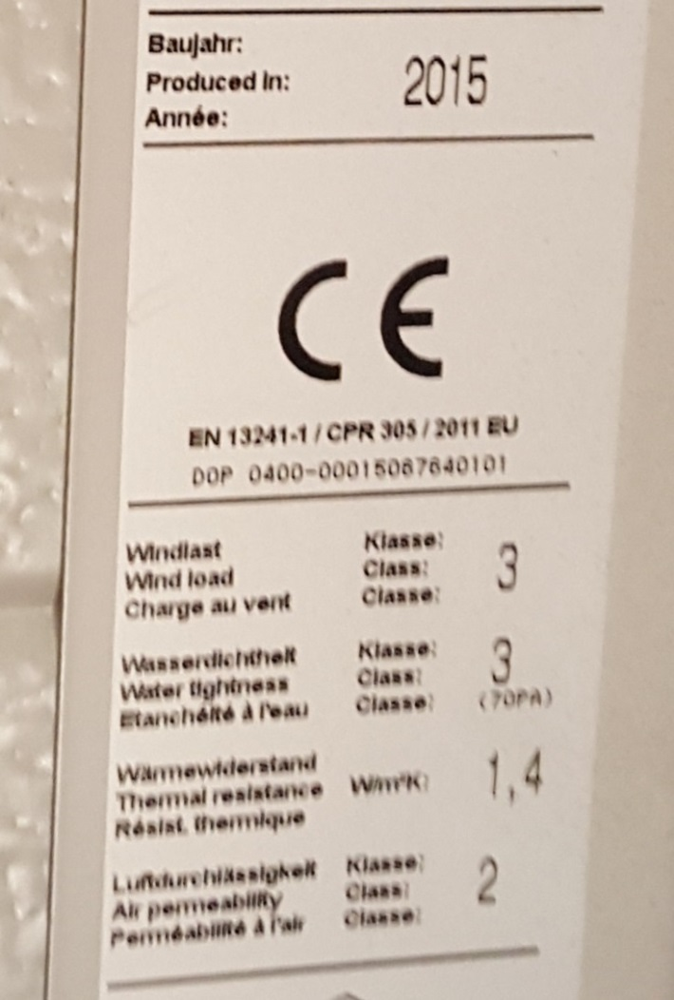 Baujahr:
Produced in:
Année:
2015
CE
EN 13241-1 / CPR 305 / 2011 EU
DOP 0400-00015067640101
Windlast Klasse:
Wind load Class: 3
Charge au vent Classe:
Wasserdichtheit Klasse: 3
Water tightness Class:
Etanchéité à l'eau Classe: (70PA)
Wärmewiderstand
Thermal resistance W/m²K: 1,4
Résist. thermique
Luftdurchlässigkeit Klasse:
Air permeability Class: 2
Perméabilité à l'air Classe: